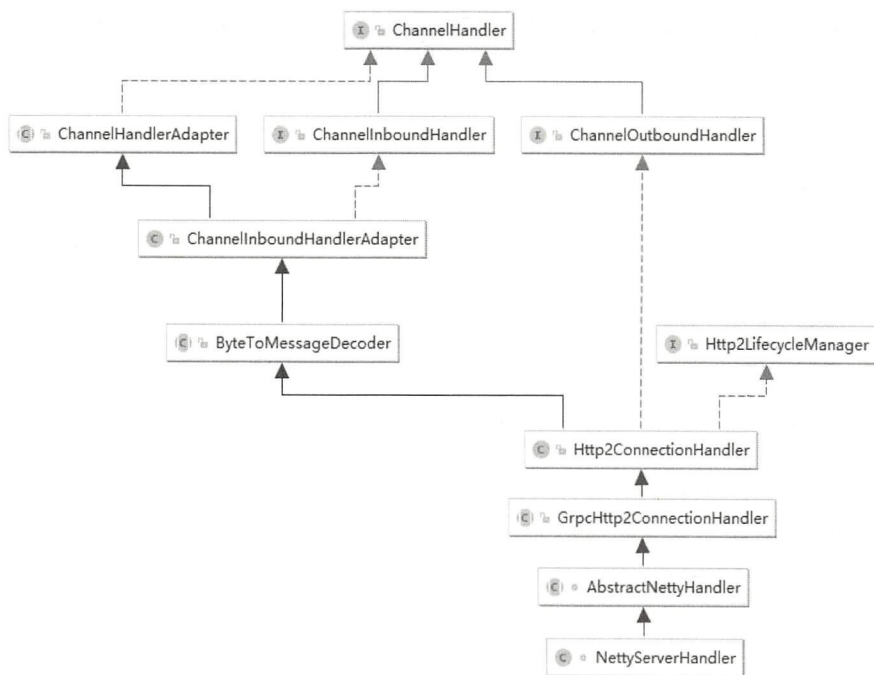 I ChannelHandler
C ChannelHandlerAdapter
I ChannelInboundHandler
I ChannelOutboundHandler
C ChannelInboundHandlerAdapter
C ByteToMessageDecoder
I Http2LifecycleManager
C Http2ConnectionHandler
C GrpcHttp2ConnectionHandler
C AbstractNettyHandler
C NettyServerHandler